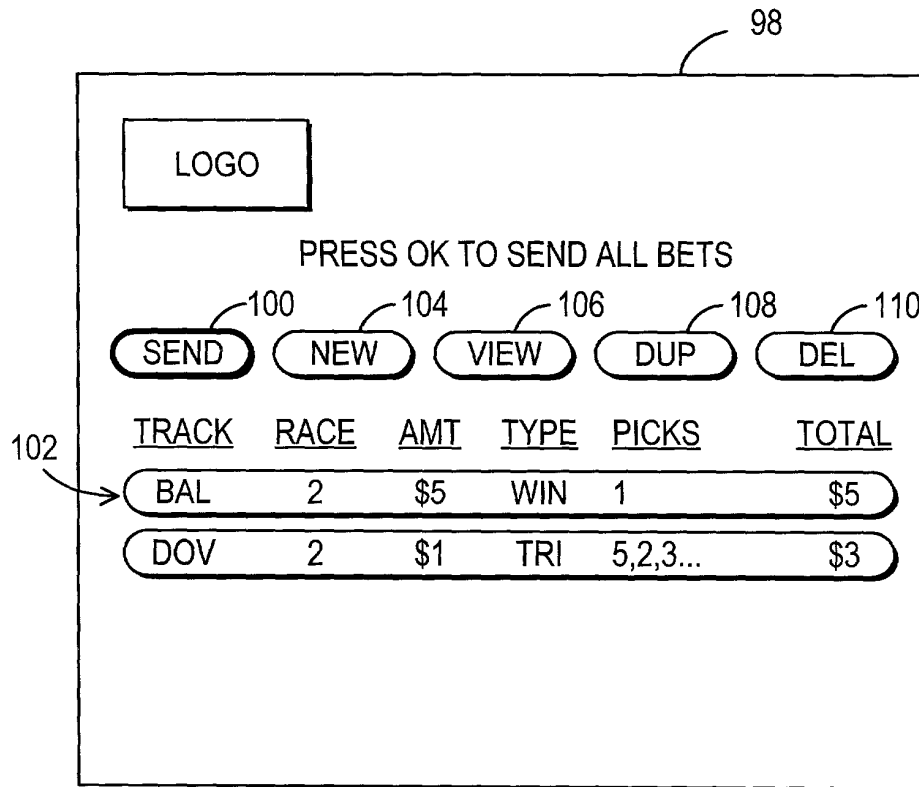 98
LOGO
PRESS OK TO SEND ALL BETS
100 104 106 108 110
SEND NEW VIEW DUP DEL
TRACK RACE AMT TYPE PICKS TOTAL
102
BAL 2 $5 WIN 1 $5
DOV 2 $1 TRI 5,2,3... $3